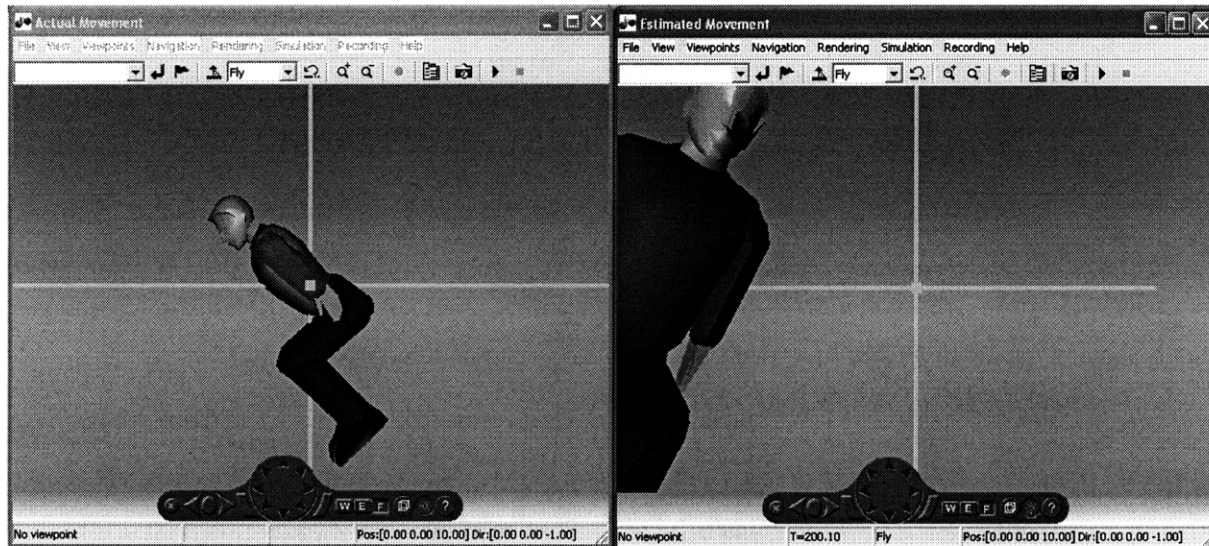 Actual Movement
File View Viewpoints Navigation Rendering Simulation Recording Help
Fly
W E F ?
No viewpoint Pos:[0.00 0.00 10.00] Dir:[0.00 0.00 -1.00]
Estimated Movement
File View Viewpoints Navigation Rendering Simulation Recording Help
Fly
W E F ?
No viewpoint T=200.10 Fly Pos:[0.00 0.00 10.00] Dir:[0.00 0.00 -1.00]